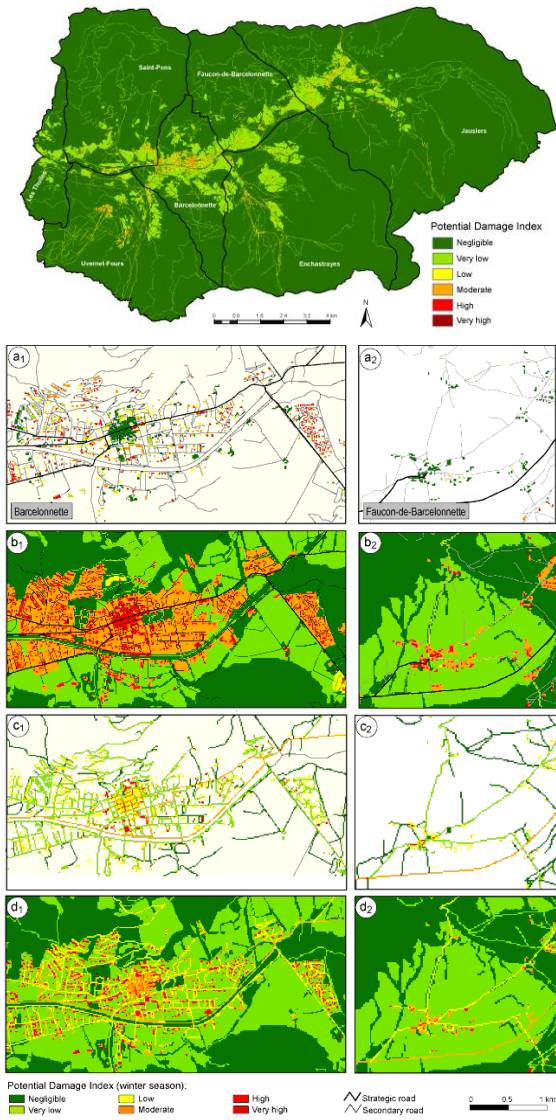 Saint-Pons
Faucon-de-Barcelonnette
Jausiers
Les Thuiles
Barcelonnette
Uvernet-Fours
Enchastrayes
Potential Damage Index
Negligible
Very low
Low
Moderate
High
Very high
N
0 0.8 1.6 2.4 3.2 4 km
a1
a2
Barcelonnette
Faucon-de-Barcelonnette
b1
b2
c1
c2
d1
d2
Potential Damage Index (winter season):
Negligible Low High Strategic road
Very low Moderate Very high Secondary road
0 0.5 1 km